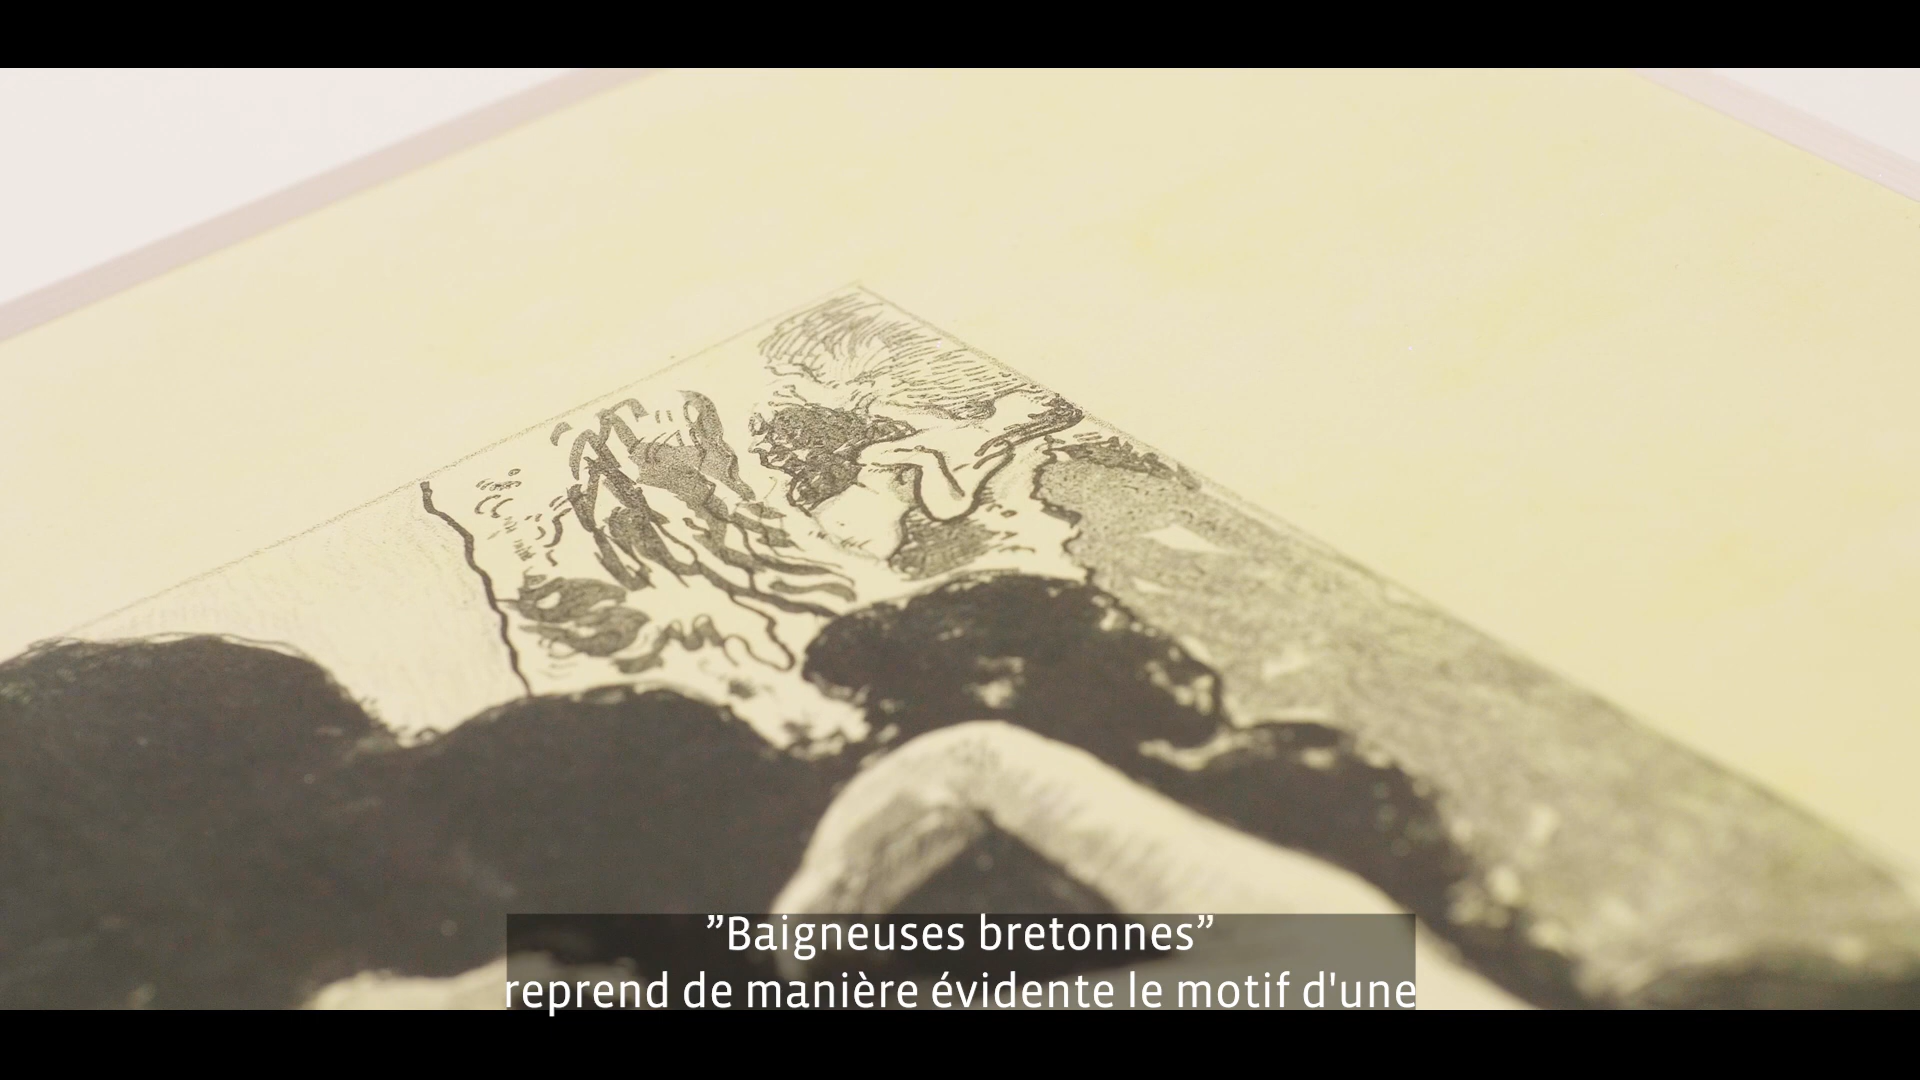 ”Baigneuses bretonnes”
reprend de manière évidente le motif d'une